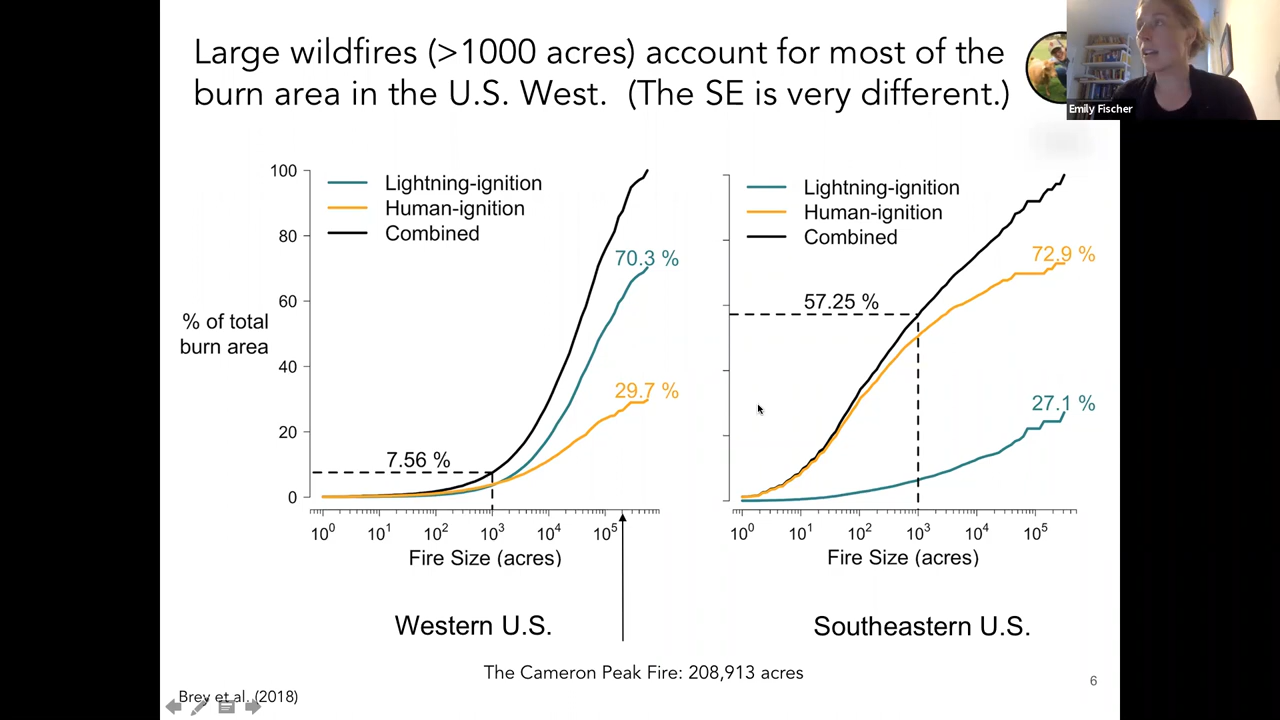 Large wildfires (>1000 acres) account for most of the
burn area in the U.S. West. (The SE is very different.)
Emily Fischer
100
80
60
40
20
0
% of total
burn area
Lightning-ignition
Human-ignition
Combined
70.3 %
29.7 %
7.56 %
10⁰ 10¹ 10² 10³ 10⁴ 10⁵
Fire Size (acres)
Western U.S.
Lightning-ignition
Human-ignition
Combined
72.9 %
57.25 %
27.1 %
10⁰ 10¹ 10² 10³ 10⁴ 10⁵
Fire Size (acres)
Southeastern U.S.
The Cameron Peak Fire: 208,913 acres
6
Brey et al. (2018)